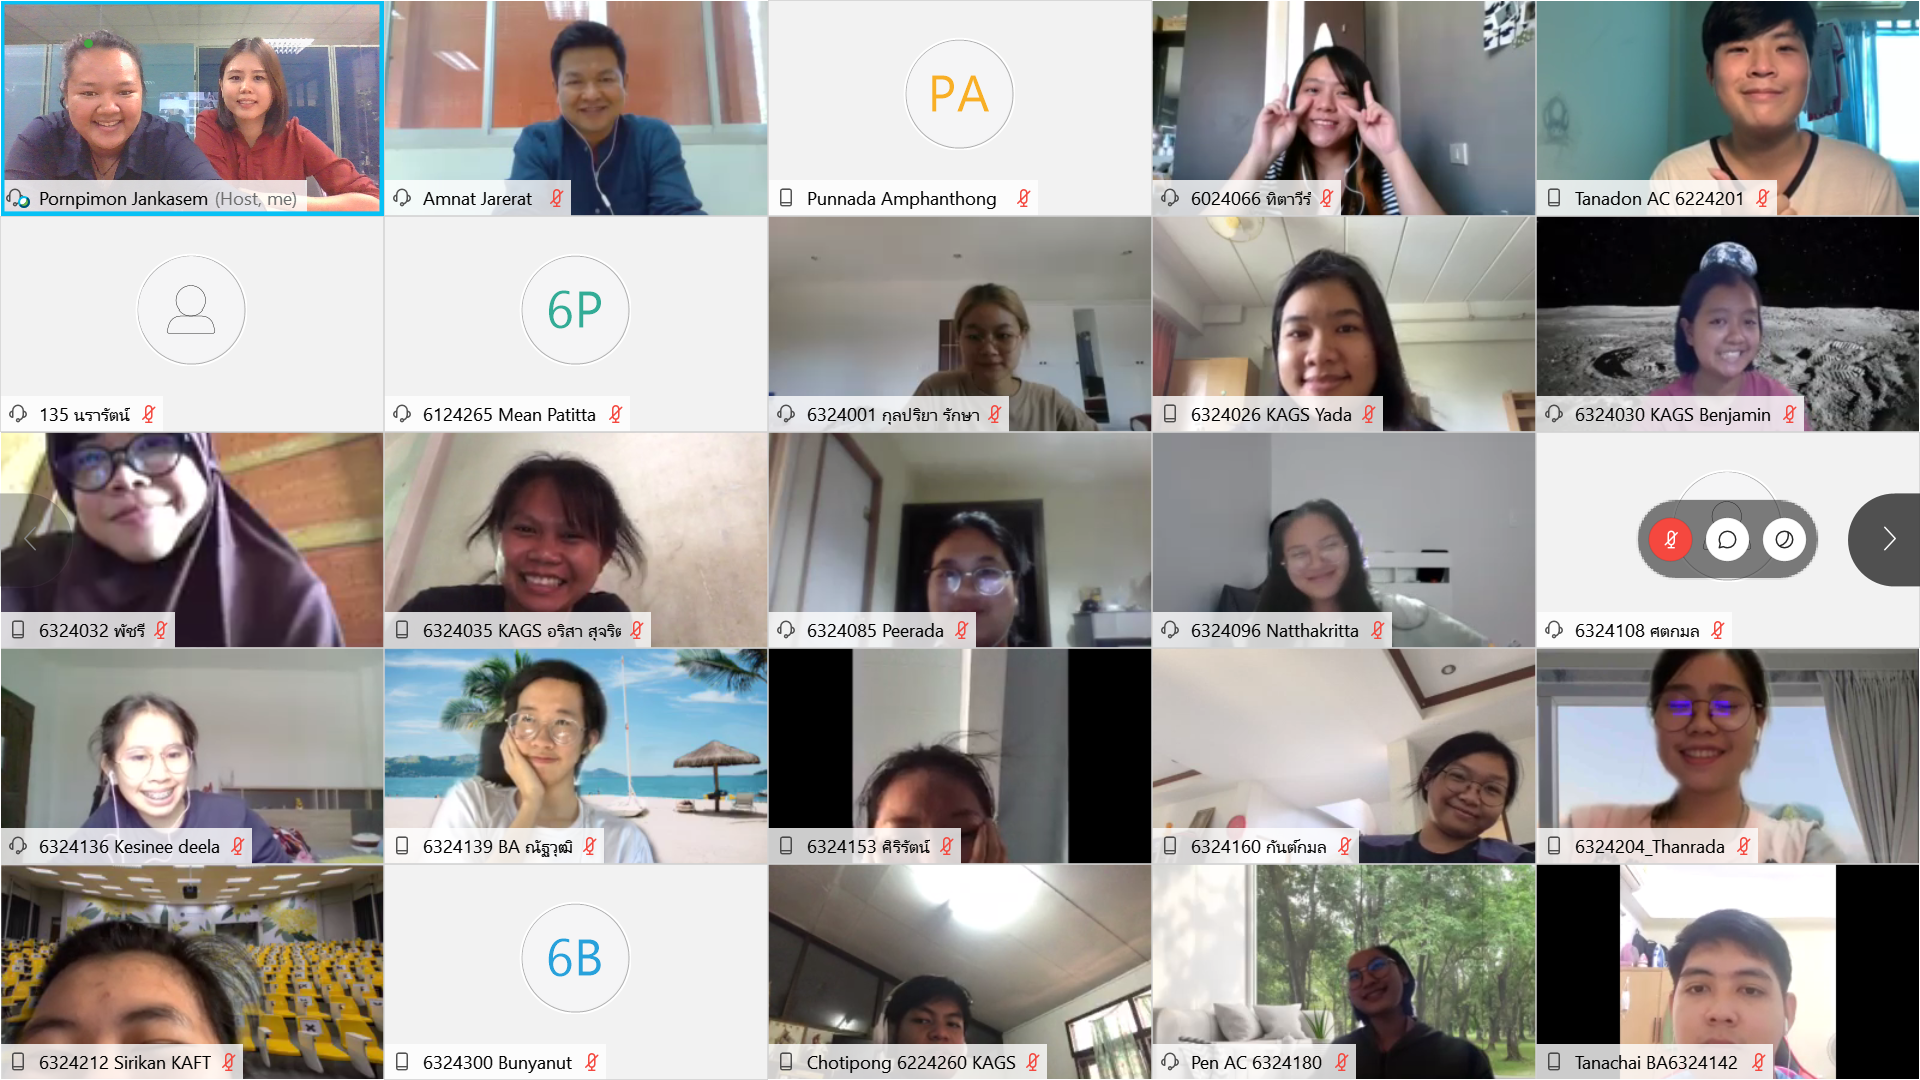 Pornpimon Jankasem (Host, me)
Amnat Jarerat
PA
Punnada Amphanthong
6024066 ทิตาวีร์
Tanadon AC 6224201
135 นรารัตน์
6P
6124265 Mean Patitta
6324001 กุลปริยา รักษา
6324026 KAGS Yada
6324030 KAGS Benjamin
6324032 พัชรี
6324035 KAGS อริสา สุจริต
6324085 Peerada
6324096 Natthakritta
6324108 ศตกมล
6324136 Kesinee deela
6324139 BA ณัฐวุฒิ
6324153 ศิริรัตน์
6324160 กันต์กมล
6324204_Thanrada
6324212 Sirikan KAFT
6B
6324300 Bunyanut
Chotipong 6224260 KAGS
Pen AC 6324180
Tanachai BA6324142